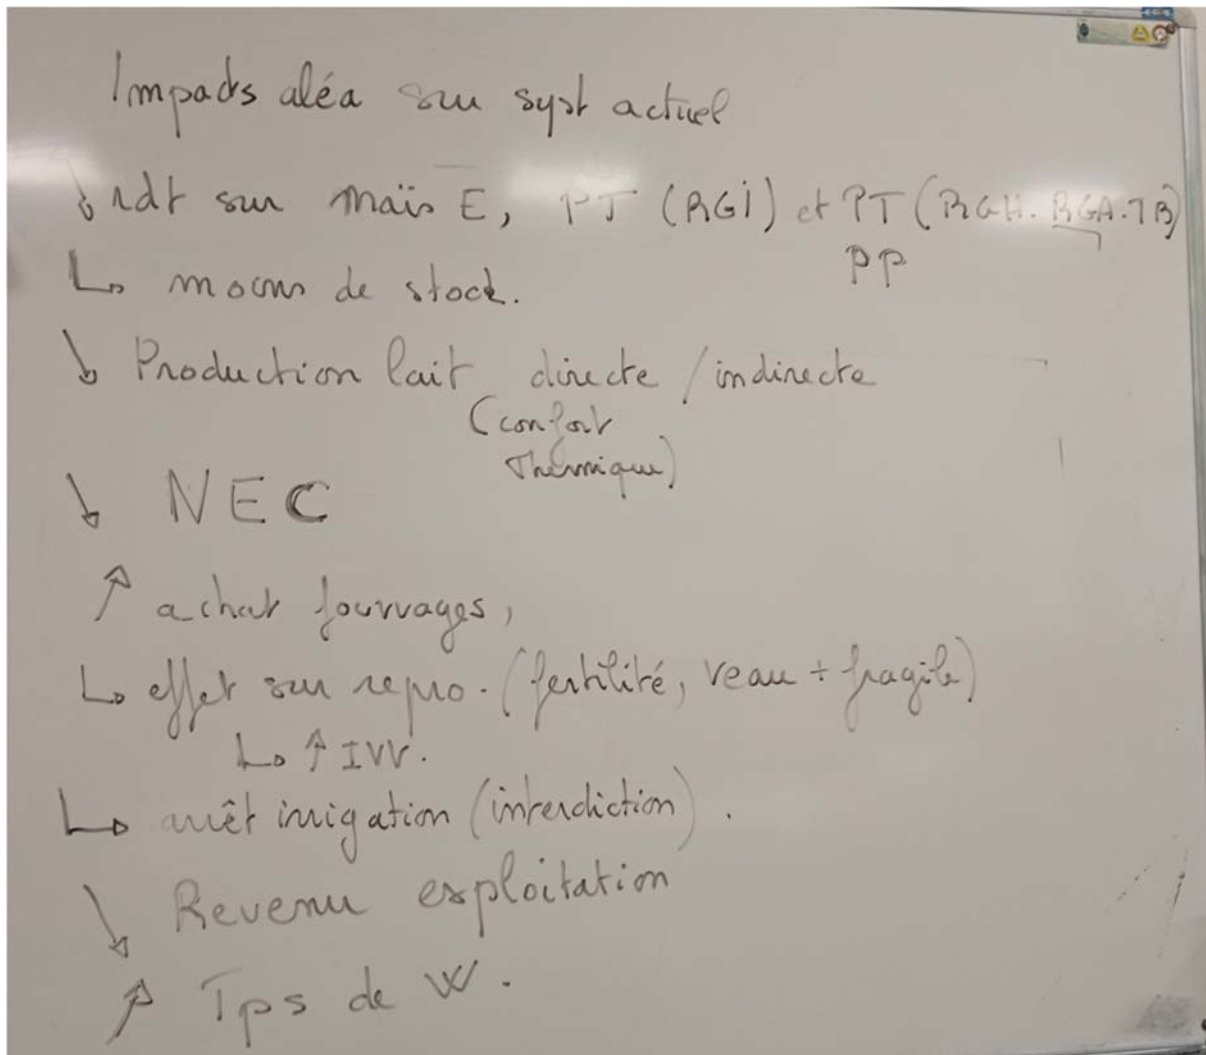 Impacts aléa sur syst actuel
↘ rdt sur maïs E, PT (RGI) et PT (RGH. RGA. TB)
PP
↳ moins de stock.
↘ Production lait directe / indirecte
(confort
Thermique)
↘ NEC
↗ achat fourrages,
↳ effet sur repro. (fertilité, veau + fragile)
↳ ↗ IVV.
↳ arrêt irrigation (interdiction).
↘ Revenu exploitation
↗ Tps de W.